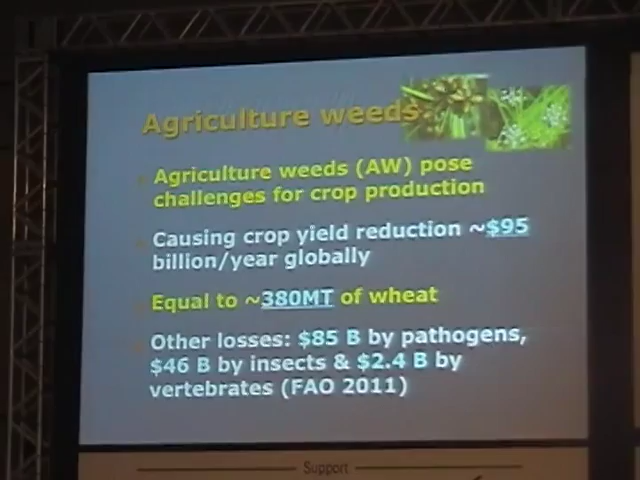 Agriculture weeds
Agriculture weeds (AW) pose
challenges for crop production
Causing crop yield reduction ~$95
billion/year globally
Equal to ~380MT of wheat
Other losses: $85 B by pathogens,
$46 B by insects & $2.4 B by
vertebrates (FAO 2011)
Support